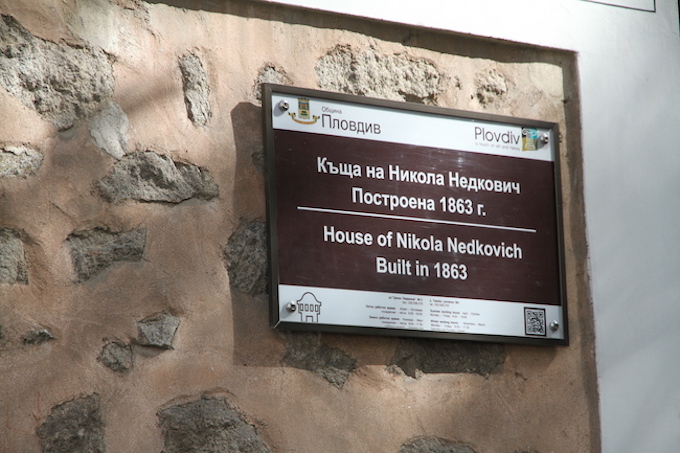 Община
Пловдив
Plovdiv
Къща на Никола Недкович
Построена 1863 г.
House of Nikola Nedkovich
Built in 1863